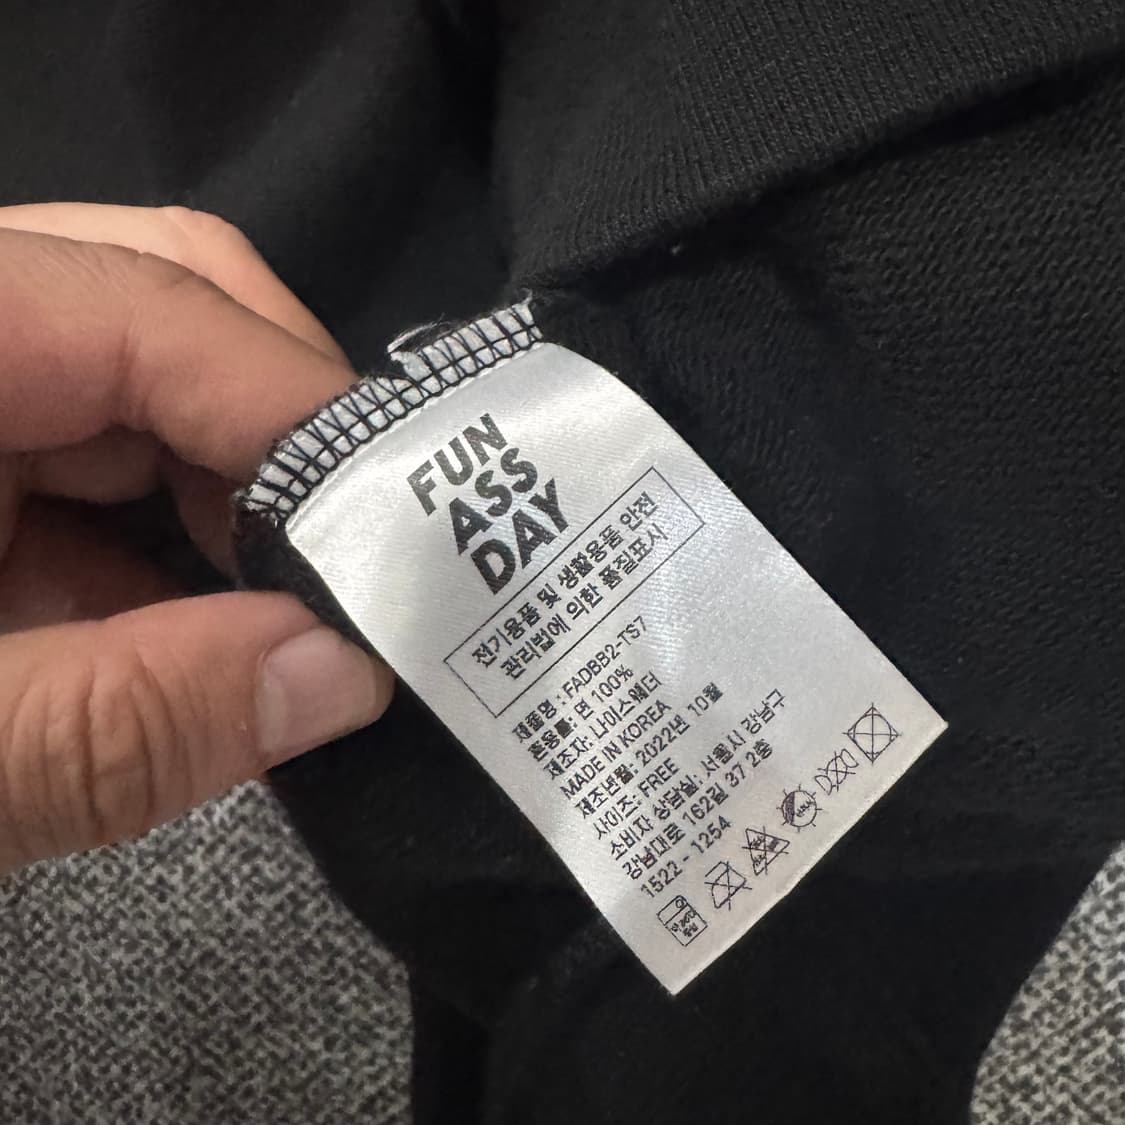 FUN
ASS
DAY
전기용품 및 생활용품 안전
관리법에 의한 품질표시
제품명 : FADBB2-TS7
혼용률: 면 100%
제조자: 나이스웨더
MADE IN KOREA
제조년월: 2022년 10월
사이즈: FREE
소비자 상담실: 서울시 강남구
강남대로 162길 37 2층
1522 - 1254